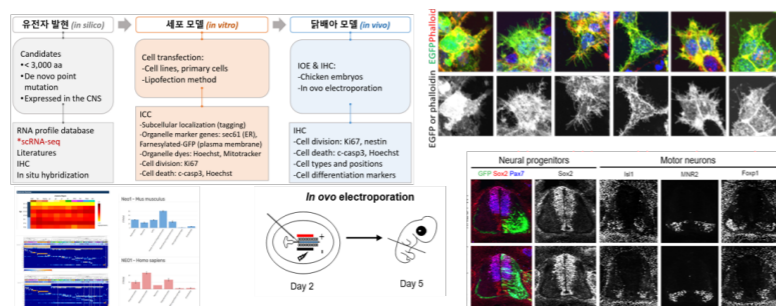 유전자 발현 (in silico)
세포 모델 (in vitro)
닭배아 모델 (in vivo)
Candidates
• < 3,000 aa
• De novo point
mutation
• Expressed in the CNS
RNA profile database
*scRNA-seq
Literatures
IHC
In situ hybridization
Cell transfection:
-Cell lines, primary cells
-Lipofection method
ICC
-Subcellular localization (tagging)
-Organelle marker genes: sec61 (ER),
Farnesylated-GFP (plasma membrane)
-Organelle dyes: Hoechst, Mitotracker
-Cell division: Ki67
-Cell death: c-casp3, Hoechst
IOE & IHC:
-Chicken embryos
-In ovo electroporation
IHC
-Cell division: Ki67, nestin
-Cell death: c-casp3, Hoechst
-Cell types and positions
-Cell differentiation markers
EGFP Phalloid
EGFP or phalloidin
Neo1 - Mus musculus
NEO1 - Homo sapiens
In ovo electroporation
Day 2
Day 5
Neural progenitors
Motor neurons
GFP Sox2 Pax7
Sox2
Isl1
MNR2
Foxp1